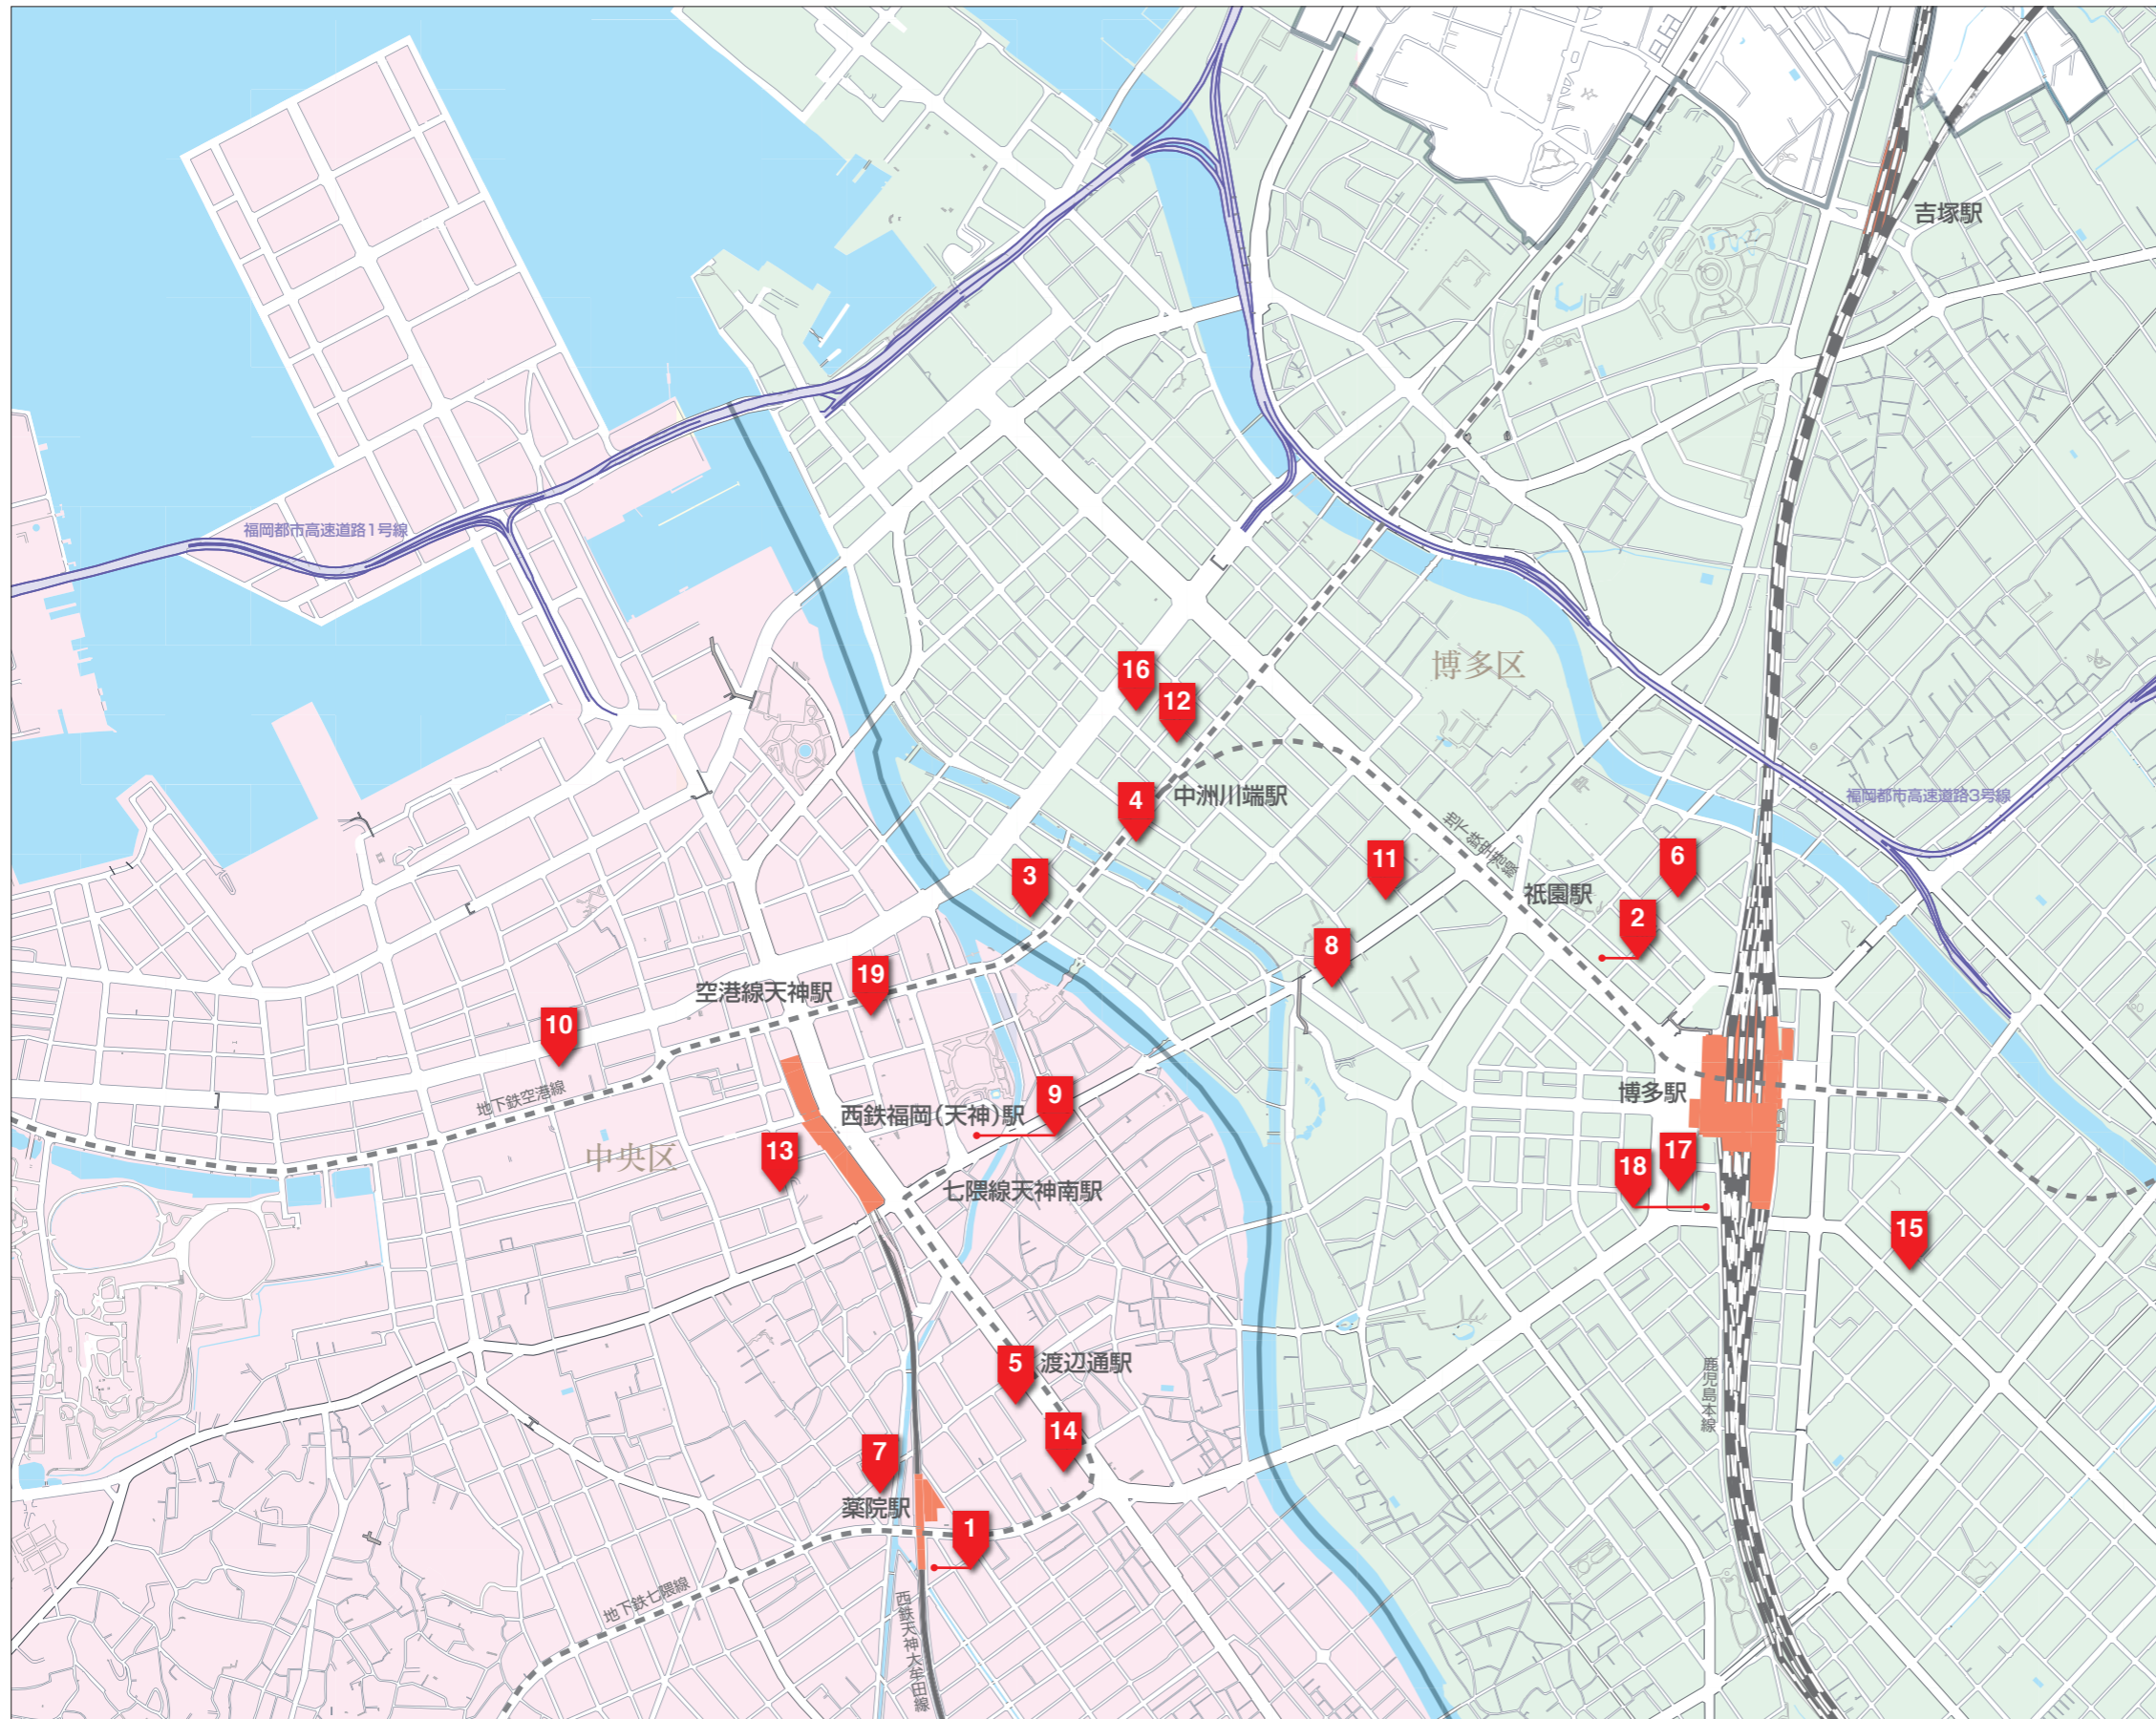 吉塚駅
福岡都市高速道路1号線
博多区
16
12
中洲川端駅
4
福岡都市高速道路3号線
地下鉄空港線
3
11
6
祇園駅
2
8
19
空港線天神駅
10
地下鉄空港線
博多駅
西鉄福岡(天神)駅
9
中央区
13
18
17
七隈線天神南駅
15
5
渡辺通駅
鹿児島本線
14
7
薬院駅
1
地下鉄七隈線
西鉄天神大牟田線